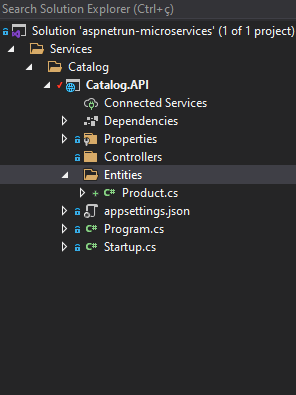 Search Solution Explorer (Ctrl+ç)
Solution 'aspnetrun-microservices' (1 of 1 project)
Services
Catalog
Catalog.API
Connected Services
Dependencies
Properties
Controllers
Entities
C# Product.cs
appsettings.json
C# Program.cs
C# Startup.cs